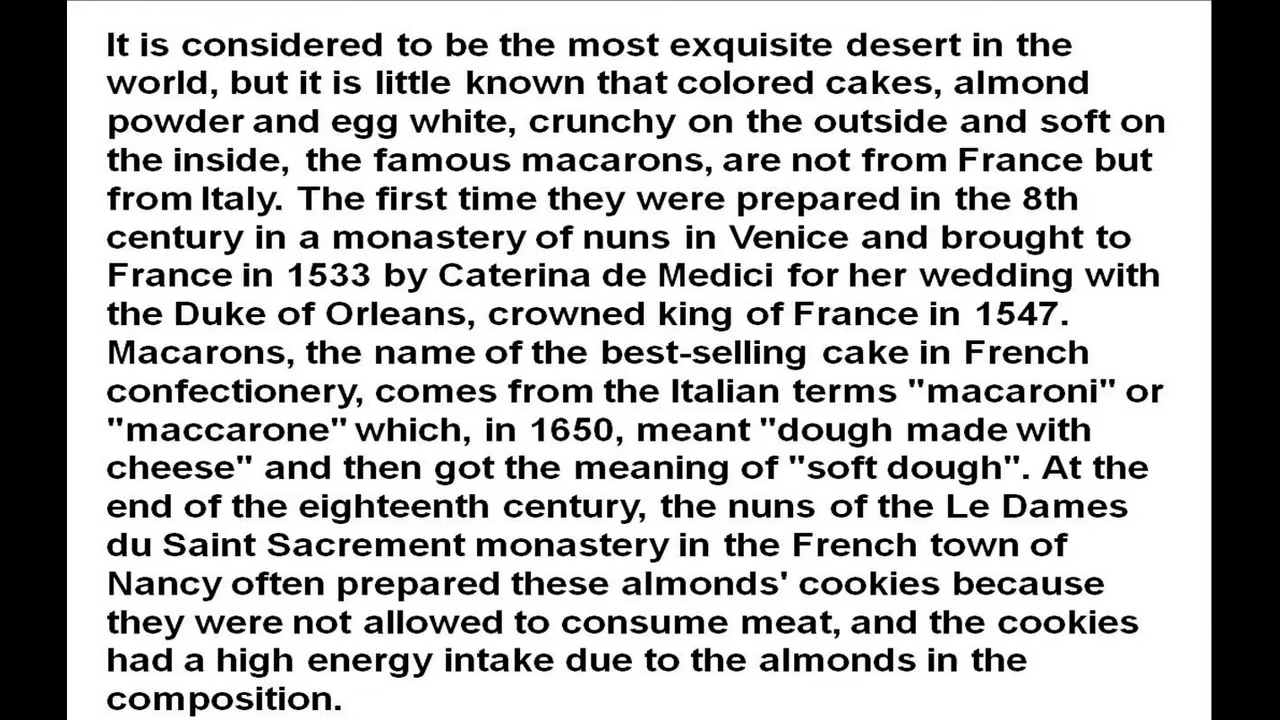 It is considered to be the most exquisite desert in the
world, but it is little known that colored cakes, almond
powder and egg white, crunchy on the outside and soft on
the inside, the famous macarons, are not from France but
from Italy. The first time they were prepared in the 8th
century in a monastery of nuns in Venice and brought to
France in 1533 by Caterina de Medici for her wedding with
the Duke of Orleans, crowned king of France in 1547.
Macarons, the name of the best-selling cake in French
confectionery, comes from the Italian terms "macaroni" or
"maccarone" which, in 1650, meant "dough made with
cheese" and then got the meaning of "soft dough". At the
end of the eighteenth century, the nuns of the Le Dames
du Saint Sacrement monastery in the French town of
Nancy often prepared these almonds' cookies because
they were not allowed to consume meat, and the cookies
had a high energy intake due to the almonds in the
composition.